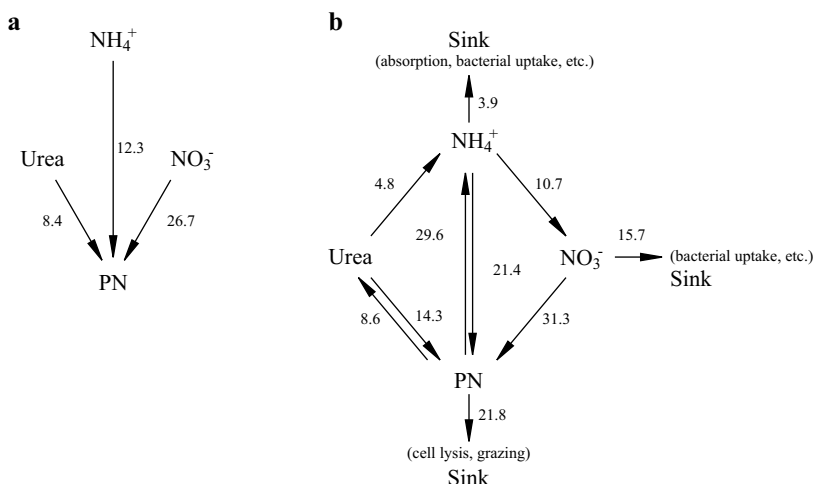 a
NH₄⁺
12.3
Urea
NO₃⁻
8.4
26.7
PN
b
Sink
(absorption, bacterial uptake, etc.)
3.9
NH₄⁺
4.8
10.7
29.6
15.7
Urea
21.4
NO₃⁻
(bacterial uptake, etc.)
Sink
14.3
8.6
31.3
PN
21.8
(cell lysis, grazing)
Sink